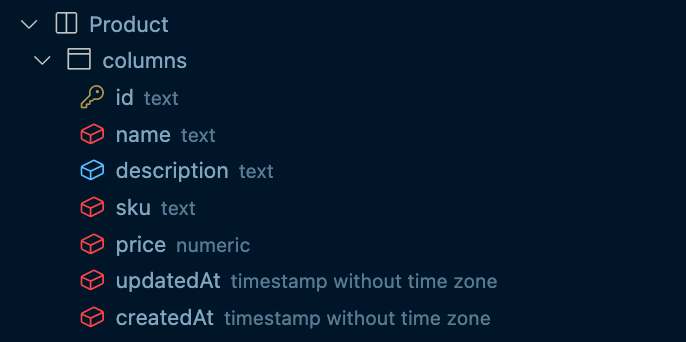 Product
columns
id text
name text
description text
sku text
price numeric
updatedAt timestamp without time zone
createdAt timestamp without time zone